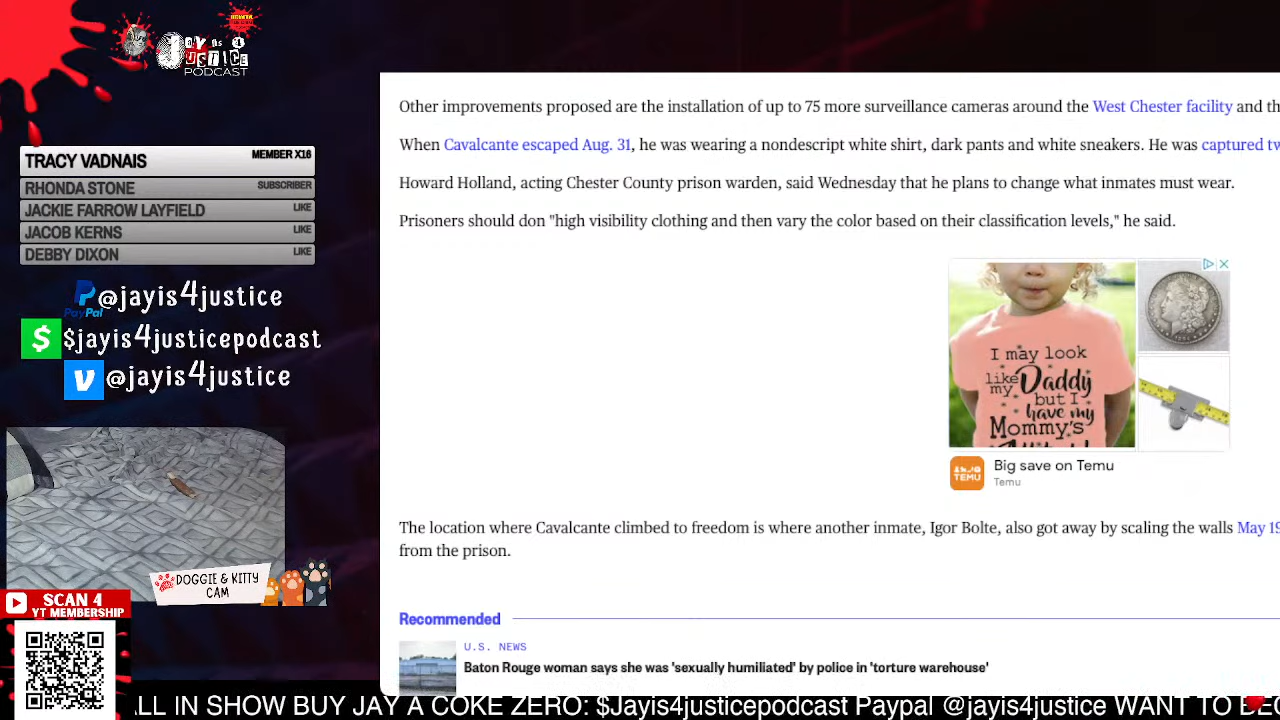 JAY IS 4
JUSTICE
PODCAST
TRACY VADNAIS MEMBER X16
RHONDA STONE SUBSCRIBER
JACKIE FARROW LAYFIELD LIKE
JACOB KERNS LIKE
DEBBY DIXON LIKE
PayPal @jayis4justice
$ $jayis4justicepodcast
@jayis4justice
DOGGIE & KITTY
CAM
SCAN 4
YT MEMBERSHIP
Other improvements proposed are the installation of up to 75 more surveillance cameras around the West Chester facility and th
When Cavalcante escaped Aug. 31, he was wearing a nondescript white shirt, dark pants and white sneakers. He was captured tw
Howard Holland, acting Chester County prison warden, said Wednesday that he plans to change what inmates must wear.
Prisoners should don "high visibility clothing and then vary the color based on their classification levels," he said.
I may look
like my Daddy
but I
have my
Mommy's
Big save on Temu
TEMU
Temu
The location where Cavalcante climbed to freedom is where another inmate, Igor Bolte, also got away by scaling the walls May 19
from the prison.
Recommended
U.S. NEWS
Baton Rouge woman says she was 'sexually humiliated' by police in 'torture warehouse'
ALL IN SHOW BUY JAY A COKE ZERO: $Jayis4justicepodcast Paypal @jayis4justice WANT TO BEC